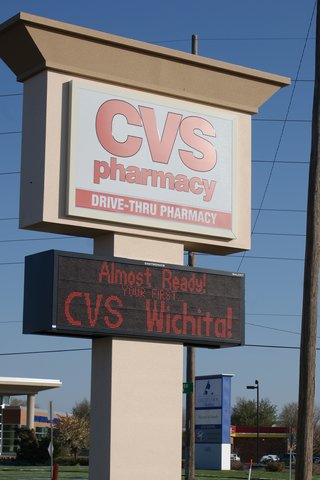 CVS
pharmacy
DRIVE-THRU PHARMACY
Almost Ready!
YOUR FIRST
CVS Wichita!